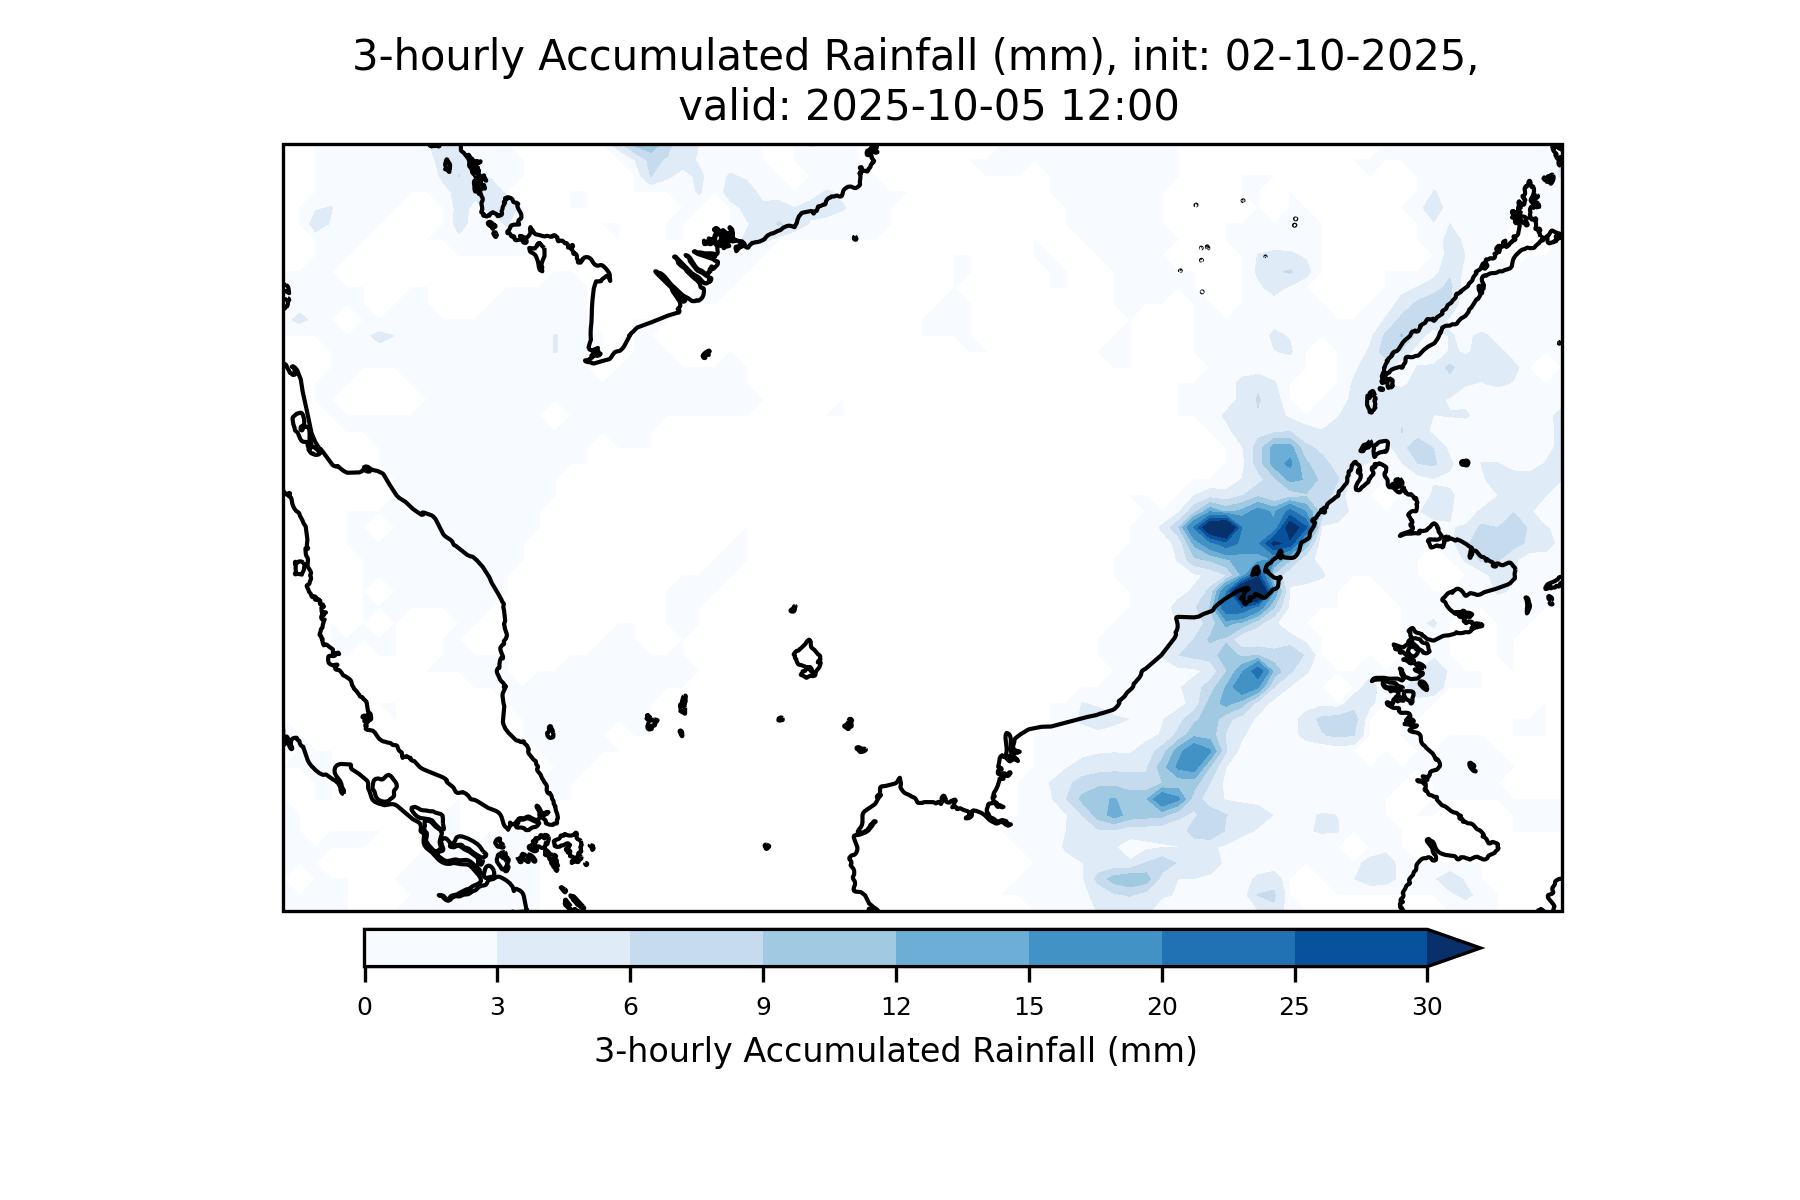 3-hourly Accumulated Rainfall (mm), init: 02-10-2025,
valid: 2025-10-05 12:00
0 3 6 9 12 15 20 25 30
3-hourly Accumulated Rainfall (mm)